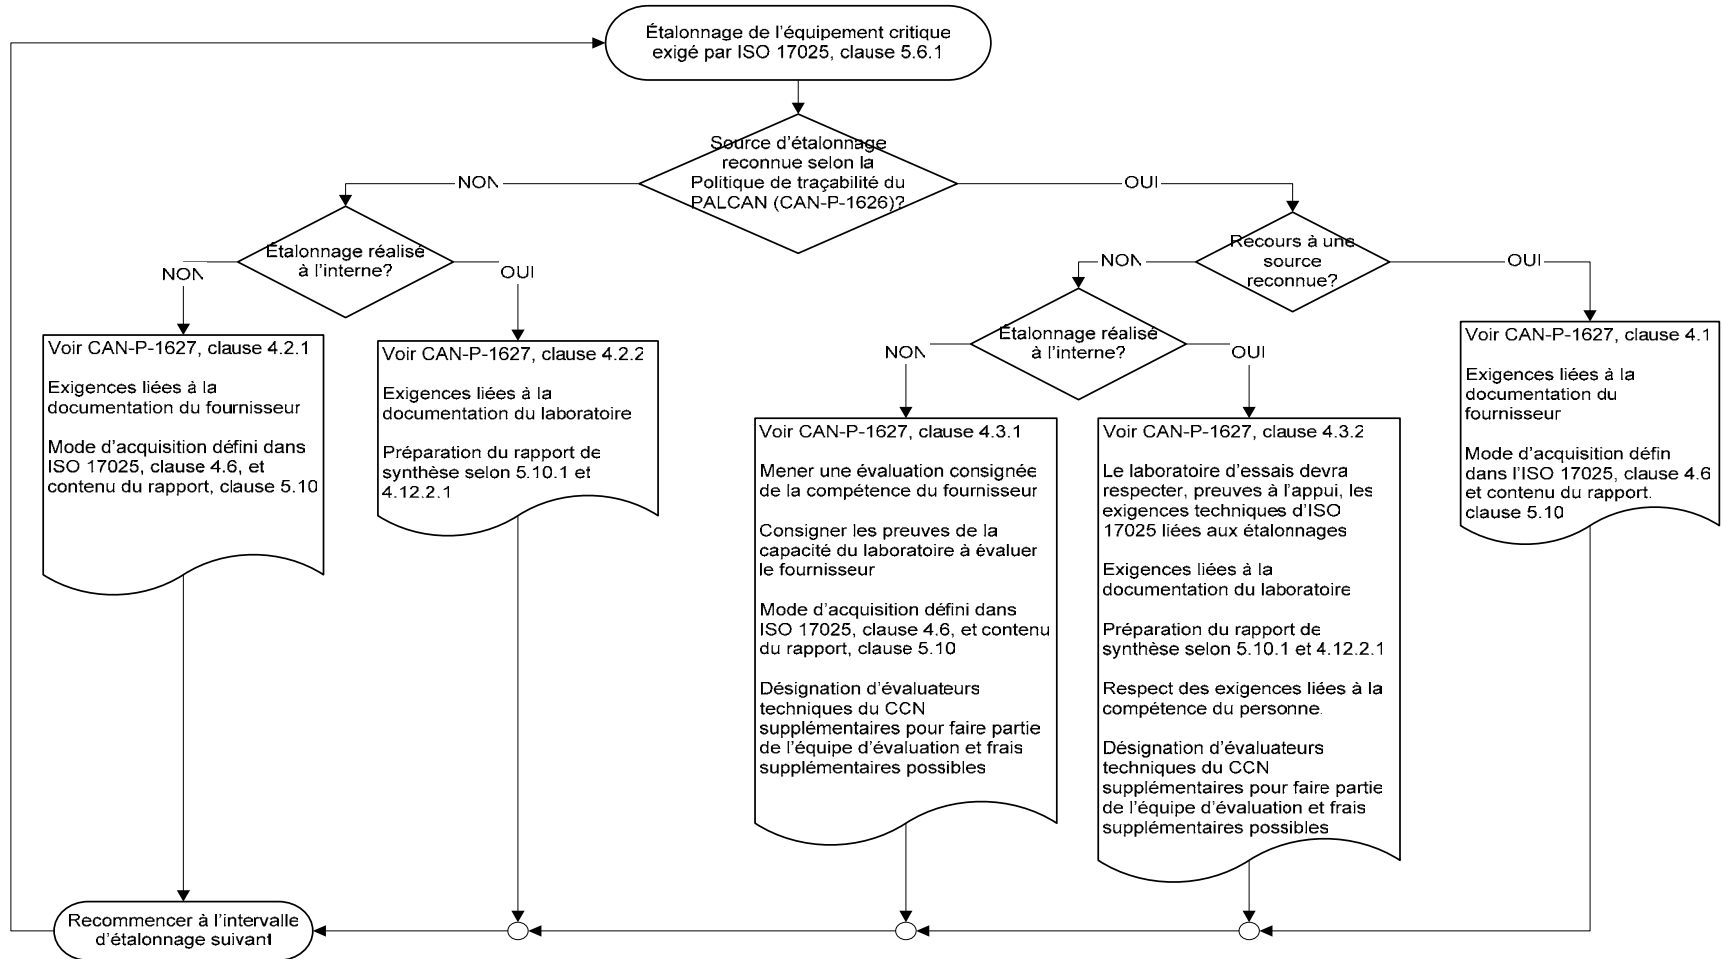 Étalonnage de l'équipement critique
exigé par ISO 17025, clause 5.6.1
Source d'étalonnage
reconnue selon la
Politique de traçabilité du
PALCAN (CAN-P-1626)?
NON
OUI
Étalonnage réalisé
à l'interne?
NON
OUI
Recours à une
source
reconnue?
NON
OUI
Étalonnage réalisé
à l'interne?
NON
OUI
Voir CAN-P-1627, clause 4.2.1
Exigences liées à la
documentation du fournisseur
Mode d'acquisition défini dans
ISO 17025, clause 4.6, et
contenu du rapport, clause 5.10
Voir CAN-P-1627, clause 4.2.2
Exigences liées à la
documentation du laboratoire
Préparation du rapport de
synthèse selon 5.10.1 et
4.12.2.1
Voir CAN-P-1627, clause 4.3.1
Mener une évaluation consignée
de la compétence du fournisseur
Consigner les preuves de la
capacité du laboratoire à évaluer
le fournisseur
Mode d'acquisition défini dans
ISO 17025, clause 4.6, et contenu
du rapport, clause 5.10
Désignation d'évaluateurs
techniques du CCN
supplémentaires pour faire partie
de l'équipe d'évaluation et frais
supplémentaires possibles
Voir CAN-P-1627, clause 4.3.2
Le laboratoire d'essais devra
respecter, preuves à l'appui, les
exigences techniques d'ISO
17025 liées aux étalonnages
Exigences liées à la
documentation du laboratoire
Préparation du rapport de
synthèse selon 5.10.1 et 4.12.2.1
Respect des exigences liées à la
compétence du personne.
Désignation d'évaluateurs
techniques du CCN
supplémentaires pour faire partie
de l'équipe d'évaluation et frais
supplémentaires possibles
Voir CAN-P-1627, clause 4.1
Exigences liées à la
documentation du
fournisseur
Mode d'acquisition défin
dans l'ISO 17025, clause 4.6
et contenu du rapport.
clause 5.10
Recommencer à l'intervalle
d'étalonnage suivant